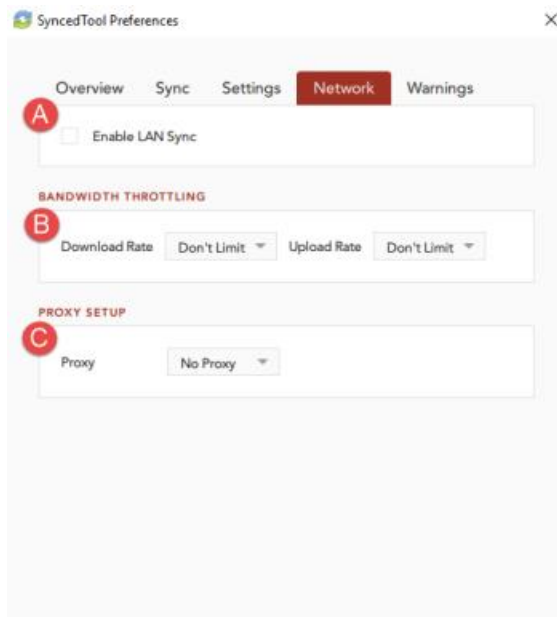 SyncedTool Preferences
Overview Sync Settings Network Warnings
A
Enable LAN Sync
BANDWIDTH THROTTLING
B
Download Rate Don't Limit Upload Rate Don't Limit
PROXY SETUP
C
Proxy No Proxy